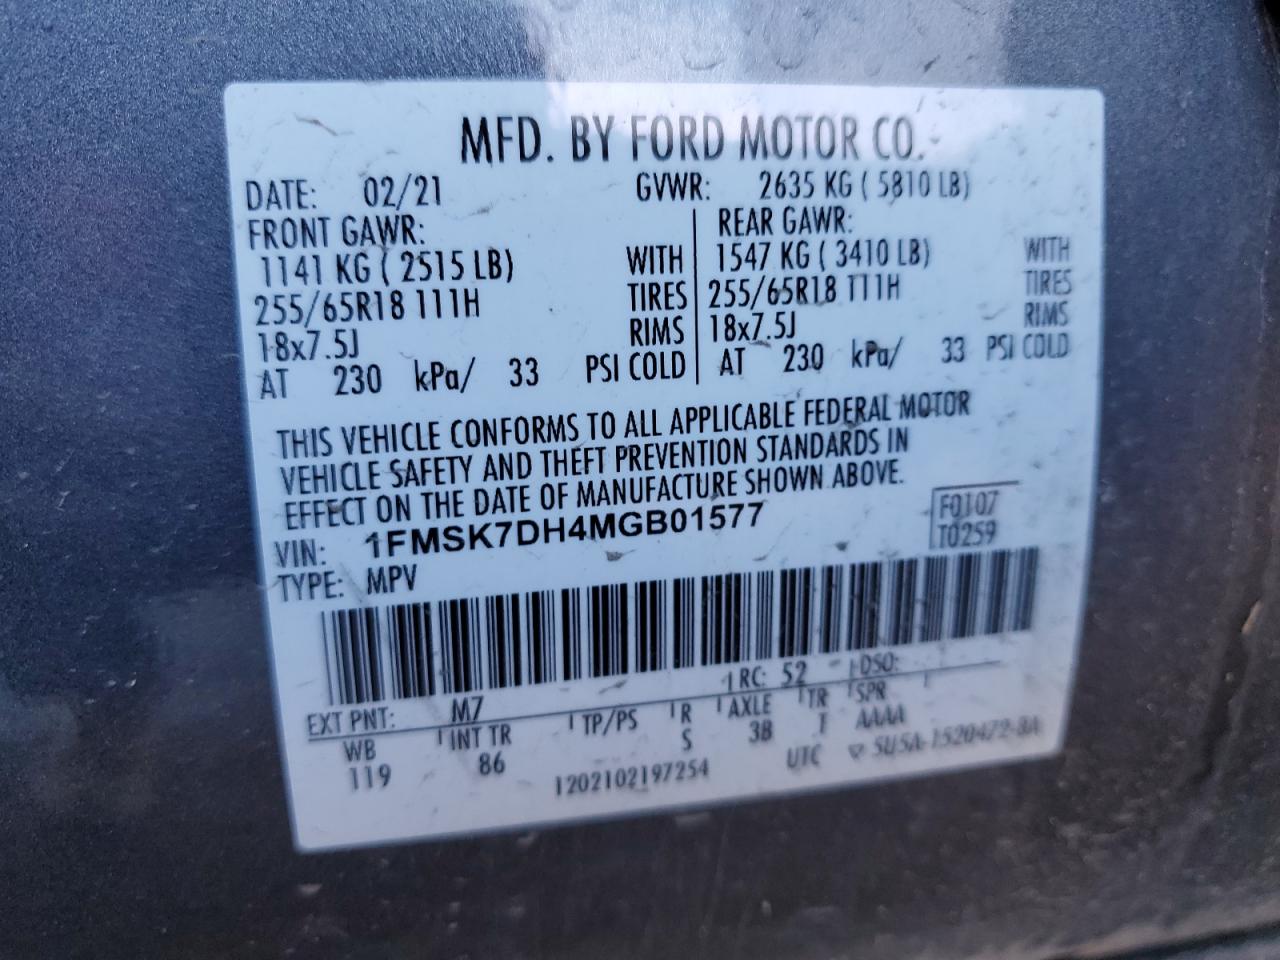 MFD. BY FORD MOTOR CO.
DATE: 02/21 GVWR: 2635 KG ( 5810 LB)
FRONT GAWR: REAR GAWR:
1141 KG ( 2515 LB) WITH 1547 KG ( 3410 LB) WITH
255/65R18 111H TIRES 255/65R18 111H TIRES
18x7.5J RIMS 18x7.5J RIMS
AT 230 kPa/ 33 PSI COLD AT 230 kPa/ 33 PSI COLD
THIS VEHICLE CONFORMS TO ALL APPLICABLE FEDERAL MOTOR
VEHICLE SAFETY AND THEFT PREVENTION STANDARDS IN
EFFECT ON THE DATE OF MANUFACTURE SHOWN ABOVE.
VIN: 1FMSK7DH4MGB01577 F0107
TYPE: MPV T0259
EXT PNT: M7 RC: 52 DSO:
WB INT TR TP/PS R AXLE TR SPR
119 86 S 38 T AAAA
1202102197254 UTC